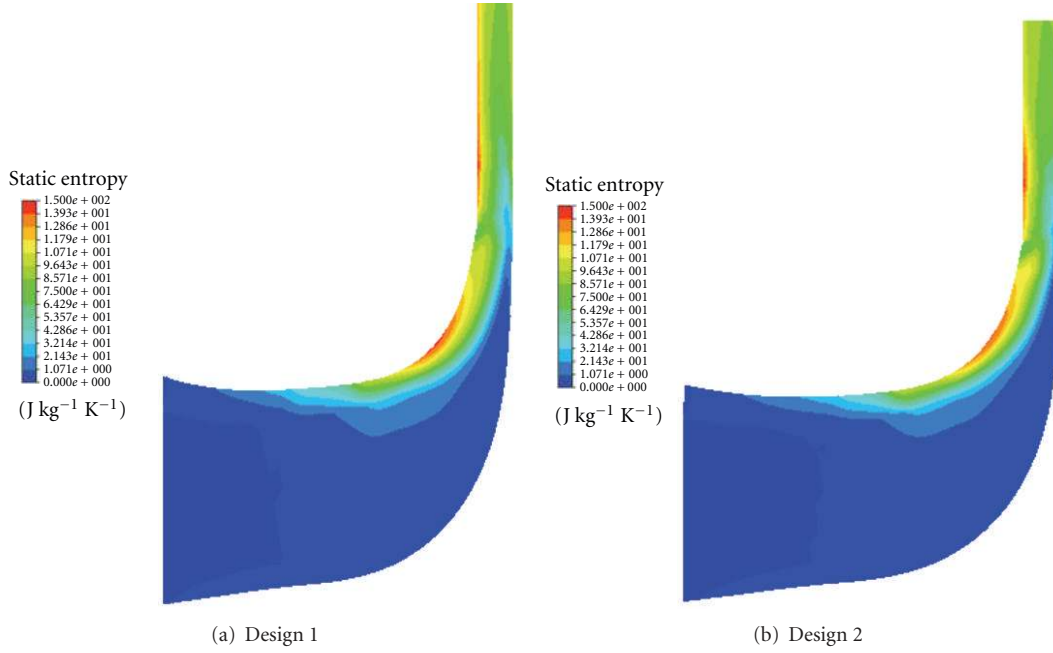 Static entropy
1.500e + 002
1.393e + 001
1.286e + 001
1.179e + 001
1.071e + 001
9.643e + 001
8.571e + 001
7.500e + 001
6.429e + 001
5.357e + 001
4.286e + 001
3.214e + 001
2.143e + 001
1.071e + 000
0.000e + 000
(J kg⁻¹ K⁻¹)
(a) Design 1
Static entropy
1.500e + 002
1.393e + 001
1.286e + 001
1.179e + 001
1.071e + 001
9.643e + 001
8.571e + 001
7.500e + 001
6.429e + 001
5.357e + 001
4.286e + 001
3.214e + 001
2.143e + 001
1.071e + 000
0.000e + 000
(J kg⁻¹ K⁻¹)
(b) Design 2